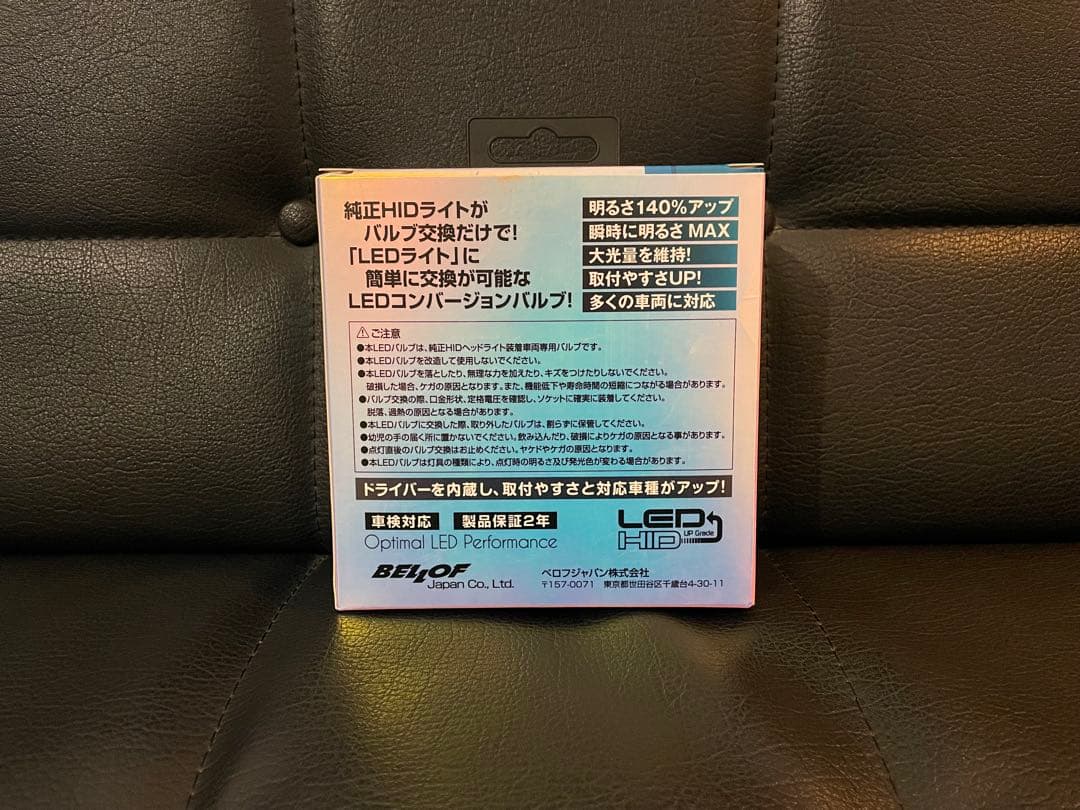 純正HIDライトが
バルブ交換だけで!
「LEDライト」に
簡単に交換が可能な
LEDコンバージョンバルブ!
明るさ140%アップ
瞬時に明るさ MAX
大光量を維持!
取付やすさUP!
多くの車両に対応
⚠ご注意
●本LEDバルブは、純正HIDヘッドライト装着車両専用バルブです。
●本LEDバルブを改造して使用しないでください。
●本LEDバルブを落としたり、無理な力を加えたり、キズをつけたりしないでください。
破損した場合、ケガの原因となります。また、機能低下や寿命時間の短縮につながる場合があります。
●バルブ交換の際、口金形状、定格電圧を確認し、ソケットに確実に装着してください。
脱落、過熱の原因となる場合があります。
●本LEDバルブに交換した際、取り外したバルブは、割らずに保管してください。
●幼児の手の届く所に置かないでください。飲み込んだり、破損によりケガの原因となる事があります。
●点灯直後のバルブ交換はお止めください。ヤケドやケガの原因となります。
●本LEDバルブは灯具の種類により、点灯時の明るさ及び発光色が変わる場合があります。
ドライバーを内蔵し、取付やすさと対応車種がアップ!
車検対応 製品保証2年
Optimal LED Performance
LED
HID UP Grade
BELLOF
Japan Co., Ltd.
ベロフジャパン株式会社
〒157-0071 東京都世田谷区千歳台4-30-11